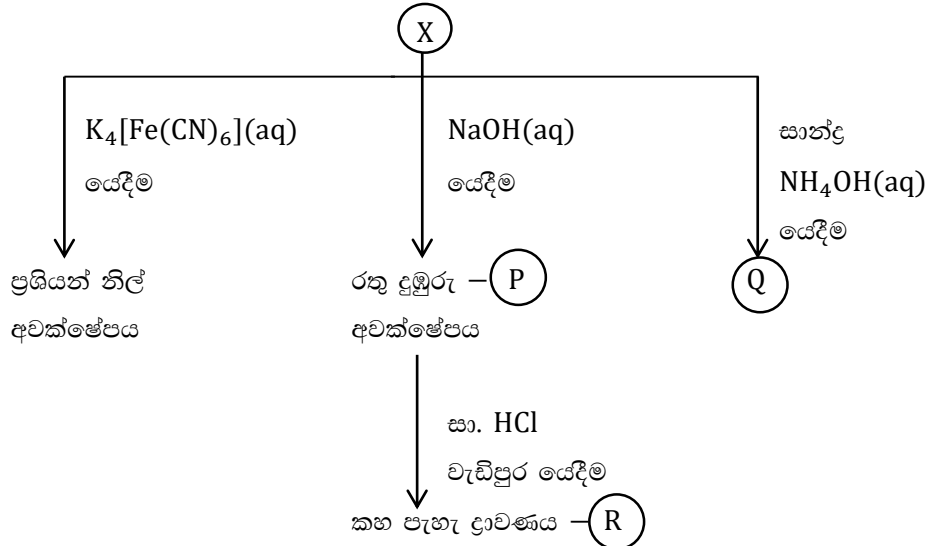 X
K₄[Fe(CN)₆](aq)
යෙදීම
NaOH(aq)
යෙදීම
සාන්ද්‍ර
NH₄OH(aq)
යෙදීම
ප්‍රශියන් නිල්
අවක්ෂේපය
රතු දුඹුරු – P
අවක්ෂේපය
Q
සා. HCl
වැඩිපුර යෙදීම
කහ පැහැ ද්‍රාවණය – R